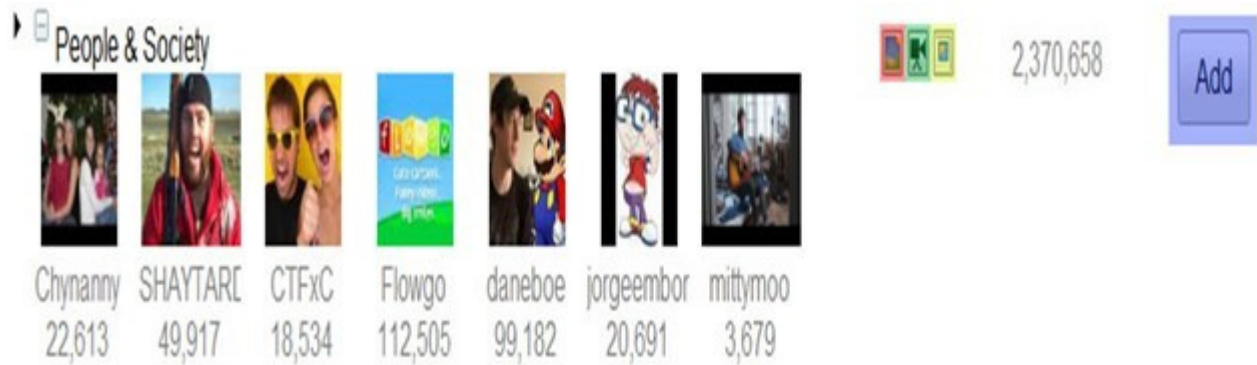 People & Society
2,370,658
Add
FLOWGO
Chynanny SHAYTARD CTFxC Flowgo daneboe jorgeembor mittymoo
22,613 49,917 18,534 112,505 99,182 20,691 3,679